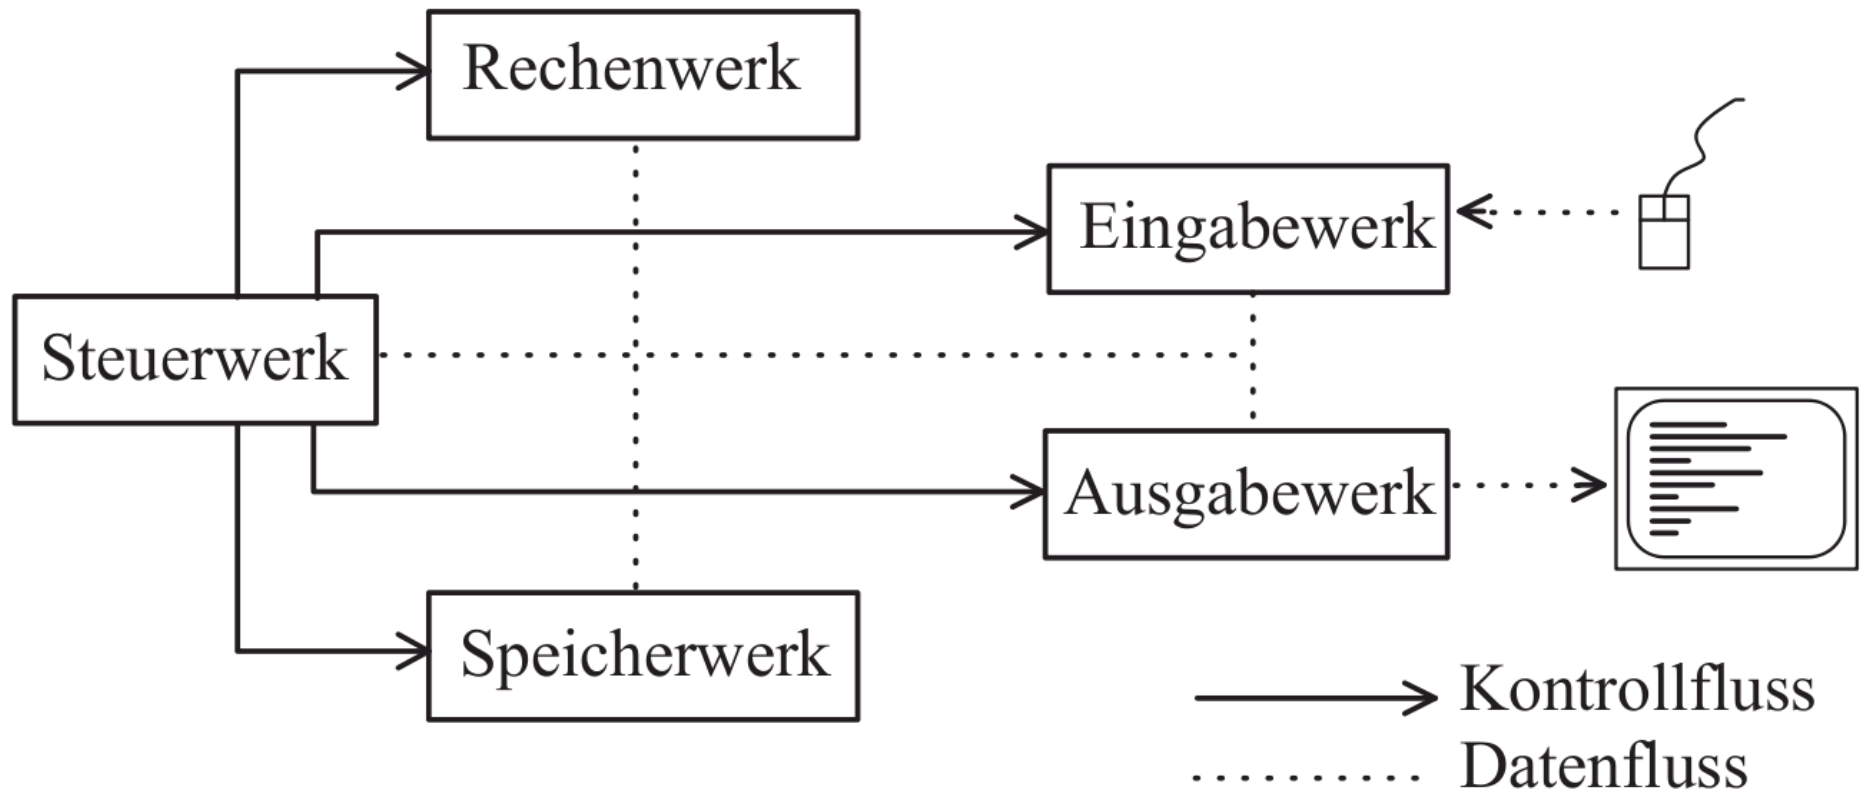 Rechenwerk
Eingabewerk
Steuerwerk
Ausgabewerk
Speicherwerk
Kontrollfluss
Datenfluss